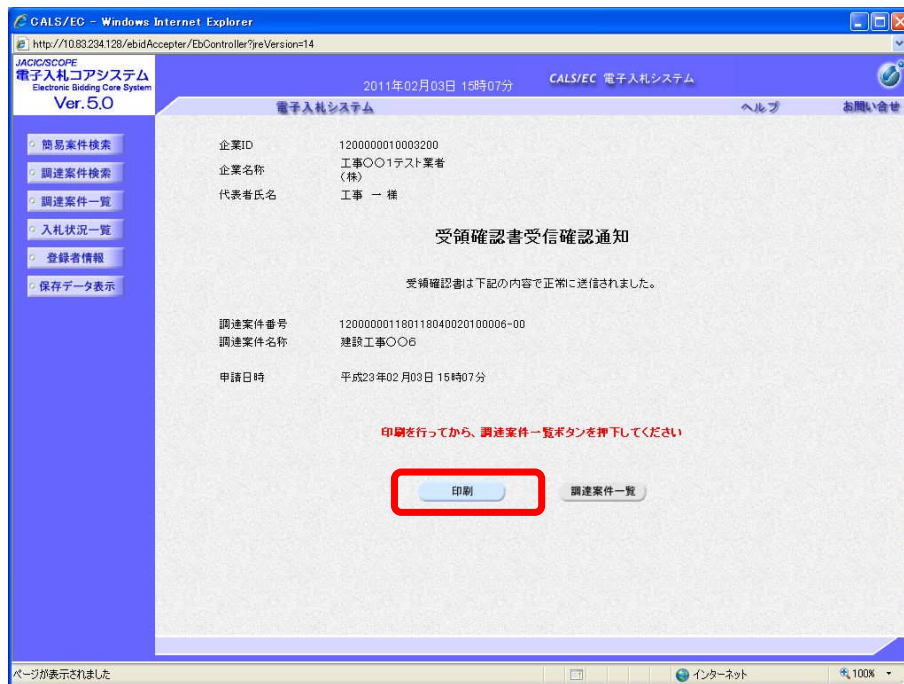 CALS/EC - Windows Internet Explorer
http://10.83.234.128/ebidAccepter/EbController?jreVersion=14
JACIC/SCOPE
電子入札コアシステム
Electronic Bidding Core System
Ver.5.0
2011年02月03日 15時07分
CALS/EC 電子入札システム
電子入札システム
ヘルプ
お問い合せ
簡易案件検索
調達案件検索
調達案件一覧
入札状況一覧
登録者情報
保存データ表示
企業ID 1200000010003200
企業名称 工事〇〇1テスト業者
(株)
代表者氏名 工事 一 様
受領確認書受信確認通知
受領確認書は下記の内容で正常に送信されました。
調達案件番号 120000001180118040020100006-00
調達案件名称 建設工事〇〇6
申請日時 平成23年02月03日 15時07分
印刷を行ってから、調達案件一覧ボタンを押下してください
印刷 調達案件一覧
ページが表示されました
インターネット
100%